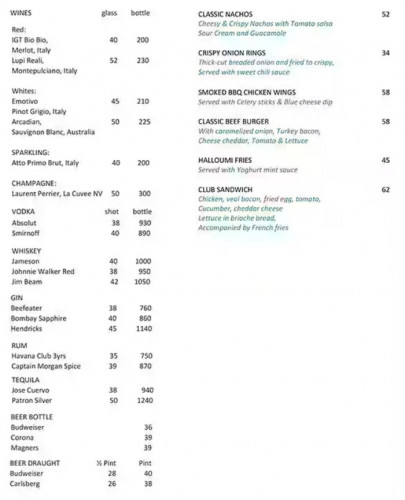 WINES glass bottle
Red:
IGT Bio Bio, 40 200
Merlot, Italy
Lupi Reali, 52 230
Montepulciano, Italy
Whites:
Emotivo 45 210
Pinot Grigio, Italy
Arcadian, 50 225
Sauvignon Blanc, Australia
SPARKLING:
Atto Primo Brut, Italy 40 200
CHAMPAGNE:
Laurent Perrier, La Cuvee NV 50 300
VODKA shot bottle
Absolut 38 930
Smirnoff 40 890
WHISKEY
Jameson 40 1000
Johnnie Walker Red 38 950
Jim Beam 42 1050
GIN
Beefeater 38 760
Bombay Sapphire 40 860
Hendricks 45 1140
RUM
Havana Club 3yrs 35 750
Captain Morgan Spice 39 870
TEQUILA
Jose Cuervo 38 940
Patron Silver 50 1240
BEER BOTTLE
Budweiser 36
Corona 39
Magners 39
BEER DRAUGHT ½ Pint Pint
Budweiser 28 40
Carlsberg 26 38
CLASSIC NACHOS 52
Cheesy & Crispy Nachos with Tomato salsa
Sour Cream and Guacamole
CRISPY ONION RINGS 34
Thick-cut breaded onion and fried to crispy,
Served with sweet chili sauce
SMOKED BBQ CHICKEN WINGS 58
Served with Celery sticks & Blue cheese dip
CLASSIC BEEF BURGER 58
With caramelized onion, Turkey bacon,
Cheese cheddar, Tomato & Lettuce
HALLOUMI FRIES 45
Served with Yoghurt mint sauce
CLUB SANDWICH 62
Chicken, veal bacon, fried egg, tomato,
Cucumber, cheddar cheese
Lettuce in brioche bread,
Accompanied by French fries